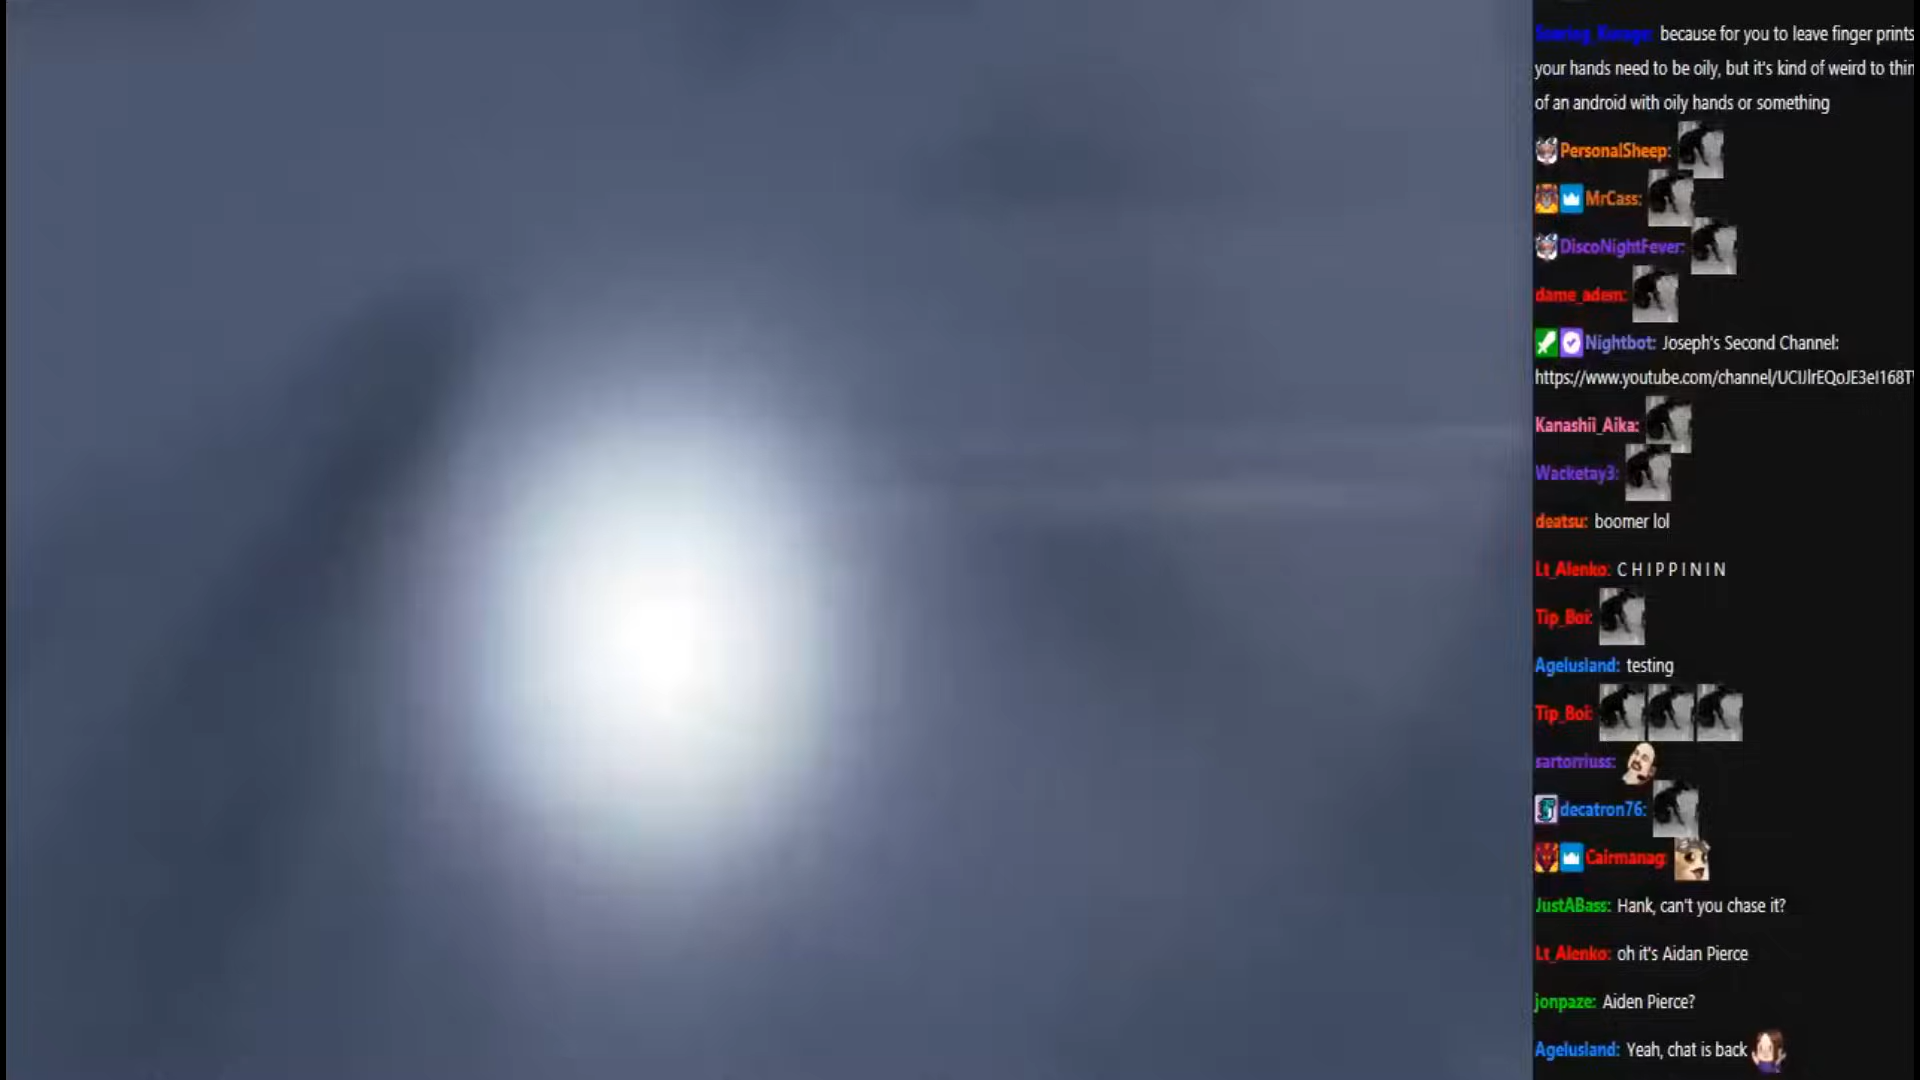 because for you to leave finger prints
your hands need to be oily, but it's kind of weird to thin
of an android with oily hands or something
PersonalSheep:
MrCass:
DiscoNightFever:
dame_adem:
Nightbot: Joseph's Second Channel:
https://www.youtube.com/channel/UCIJlrEQoJE3eI168T
Kanashii_Aika:
Wacketay3:
deatsu: boomer lol
Lt_Alenko: C H I P P I N I N
Tip_Boi:
Agelusland: testing
Tip_Boi:
sartorriuss:
decatron76:
Cairmanag:
JustABass: Hank, can't you chase it?
Lt_Alenko: oh it's Aidan Pierce
jonpaze: Aiden Pierce?
Agelusland: Yeah, chat is back